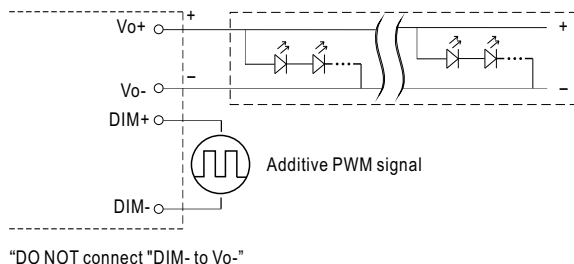 Vo+
+
+
−
Vo-
−
DIM+
Additive PWM signal
DIM-
“DO NOT connect "DIM- to Vo-”